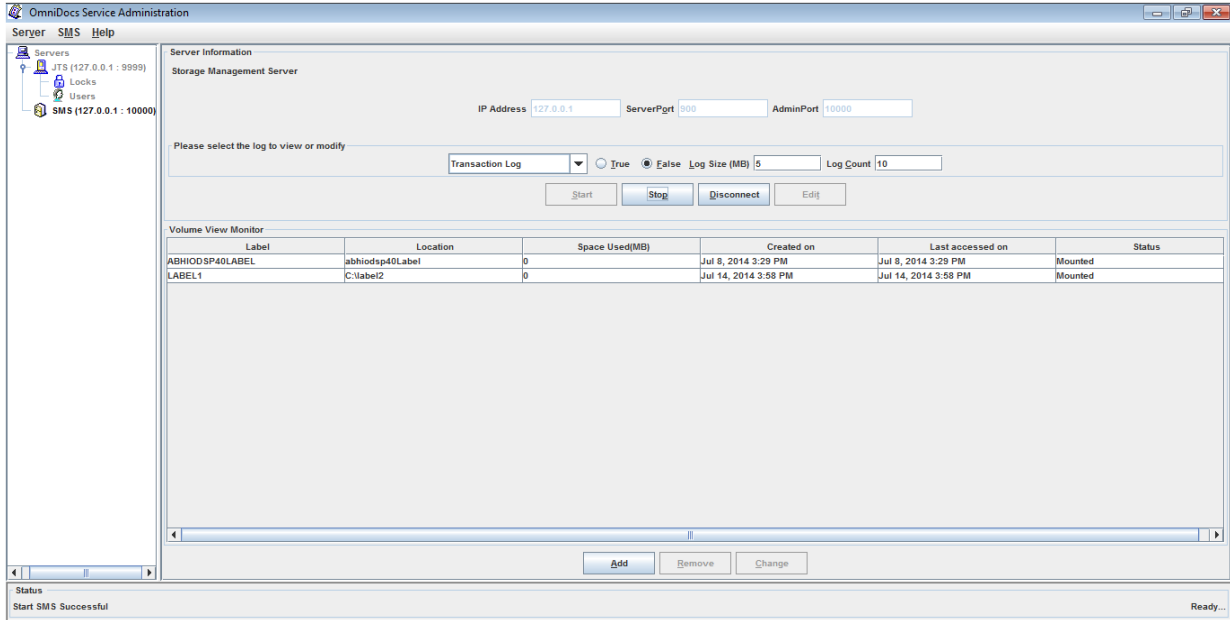 OmniDocs Service Administration
Server SMS Help
Servers
JTS (127.0.0.1 : 9999)
Locks
Users
SMS (127.0.0.1 : 10000)
Server Information
Storage Management Server
IP Address 127.0.0.1 ServerPort 900 AdminPort 10000
Please select the log to view or modify
Transaction Log True False Log Size (MB) 5 Log Count 10
Start Stop Disconnect Edit
Volume View Monitor
Label Location Space Used(MB) Created on Last accessed on Status
ABHIODSP40LABEL abhiodsp40Label 0 Jul 8, 2014 3:29 PM Jul 8, 2014 3:29 PM Mounted
LABEL1 C:\label2 0 Jul 14, 2014 3:58 PM Jul 14, 2014 3:58 PM Mounted
Add Remove Change
Status
Start SMS Successful Ready...